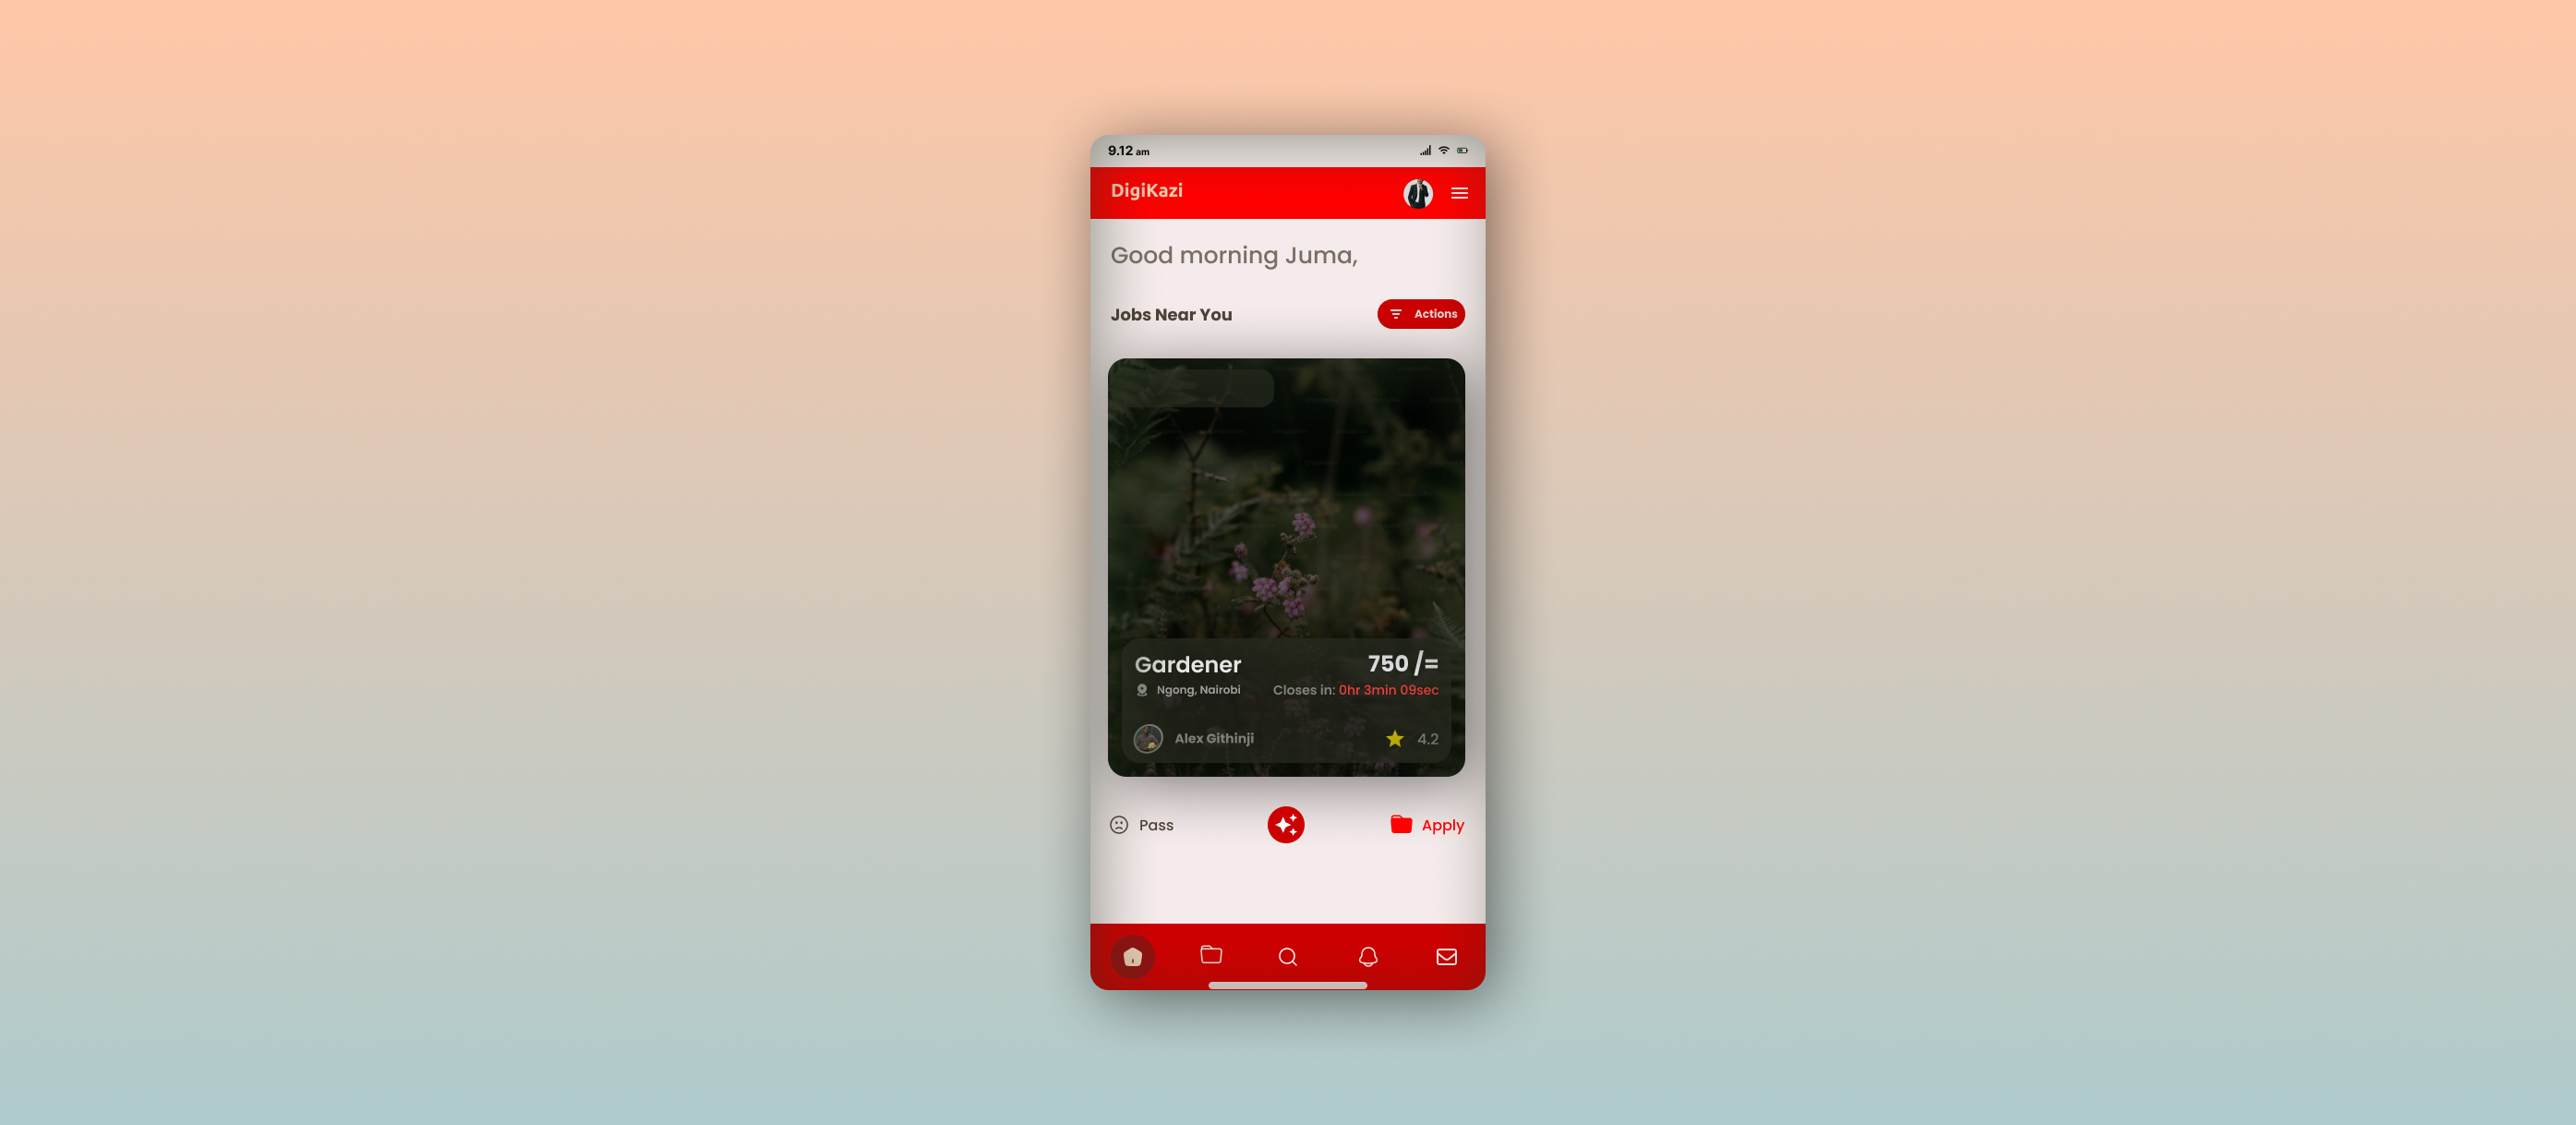 9.12 am
DigiKazi
Good morning Juma,
Jobs Near You
Actions
Gardener
750 /=
Ngong, Nairobi
Closes in: 0hr 3min 09sec
Alex Githinji
4.2
Pass
Apply